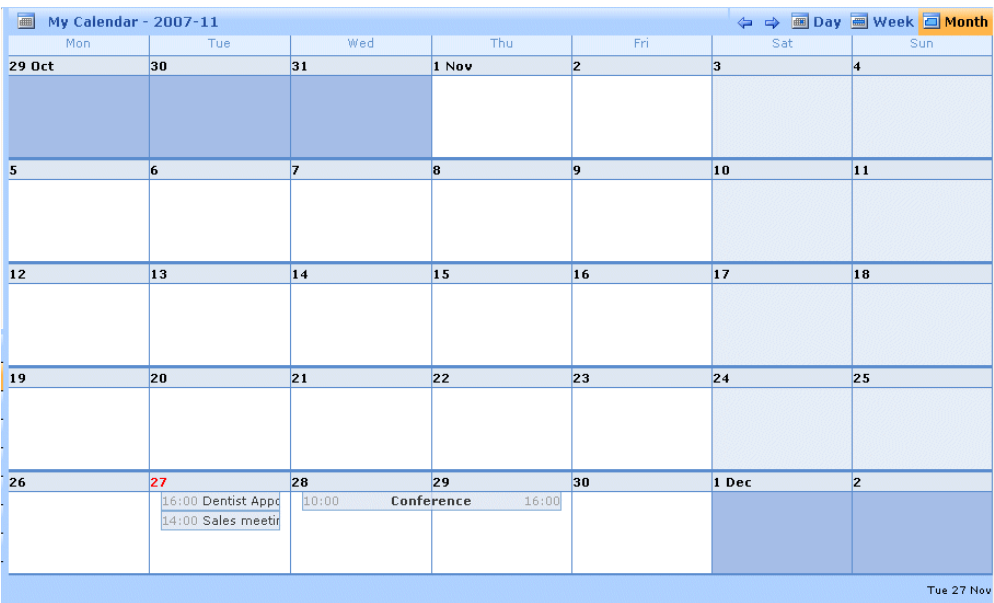 My Calendar - 2007-11 Day Week Month
Mon Tue Wed Thu Fri Sat Sun
29 Oct 30 31 1 Nov 2 3 4
5 6 7 8 9 10 11
12 13 14 15 16 17 18
19 20 21 22 23 24 25
26 27 28 29 30 1 Dec 2
16:00 Dentist Appo 10:00 Conference 16:00
14:00 Sales meetin
Tue 27 Nov